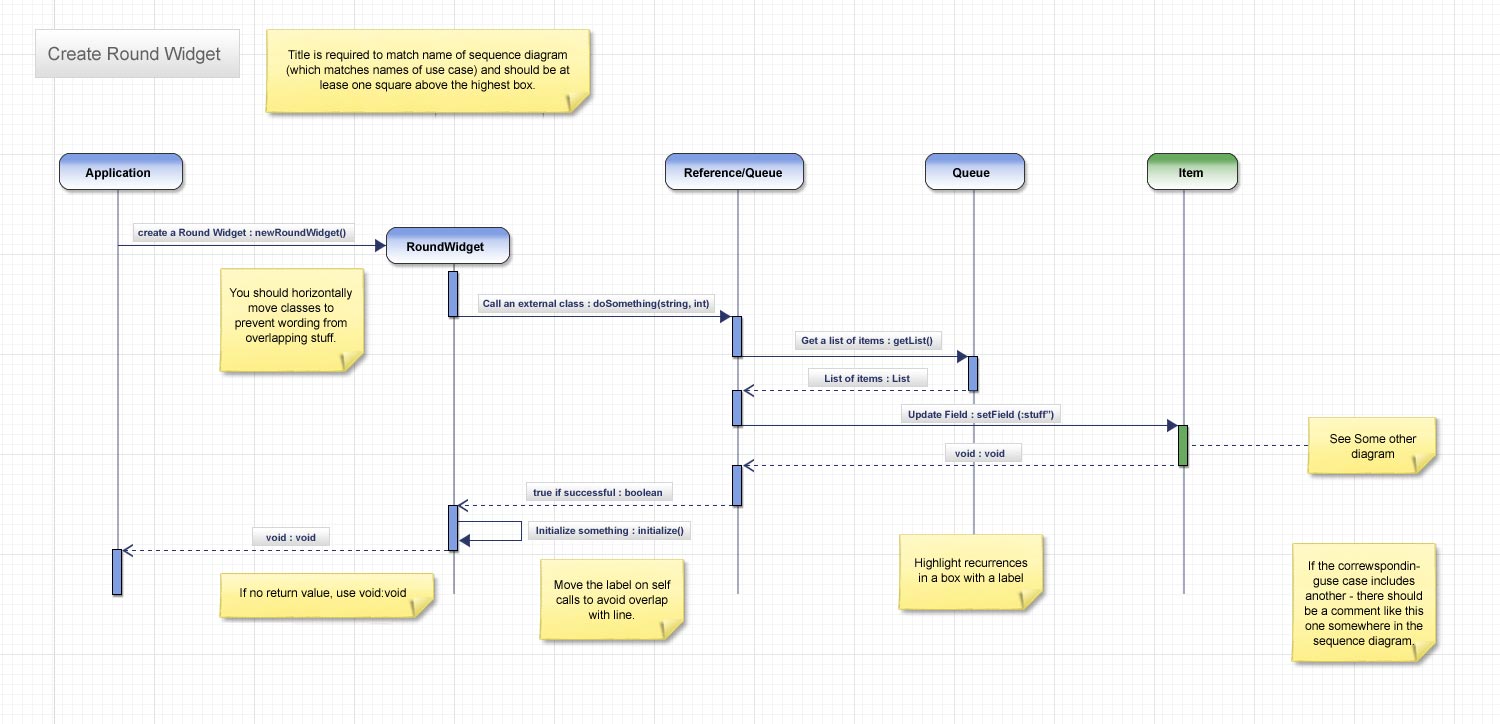 Create Round Widget
Title is required to match name of sequence diagram
(which matches names of use case) and should be at
lease one square above the highest box.
Application
Reference/Queue
Queue
Item
create a Round Widget : newRoundWidget()
RoundWidget
You should horizontally
move classes to
prevent wording from
overlapping stuff.
Call an external class : doSomething(string, int)
Get a list of items : getList()
List of items : List
Update Field : setField (:stuff")
void : void
See Some other
diagram
true if successful : boolean
Initialize something : initialize()
void : void
If no return value, use void:void
Move the label on self
calls to avoid overlap
with line.
Highlight recurrences
in a box with a label
If the correwspondin-
guse case includes
another - there should
be a comment like this
one somewhere in the
sequence diagram.